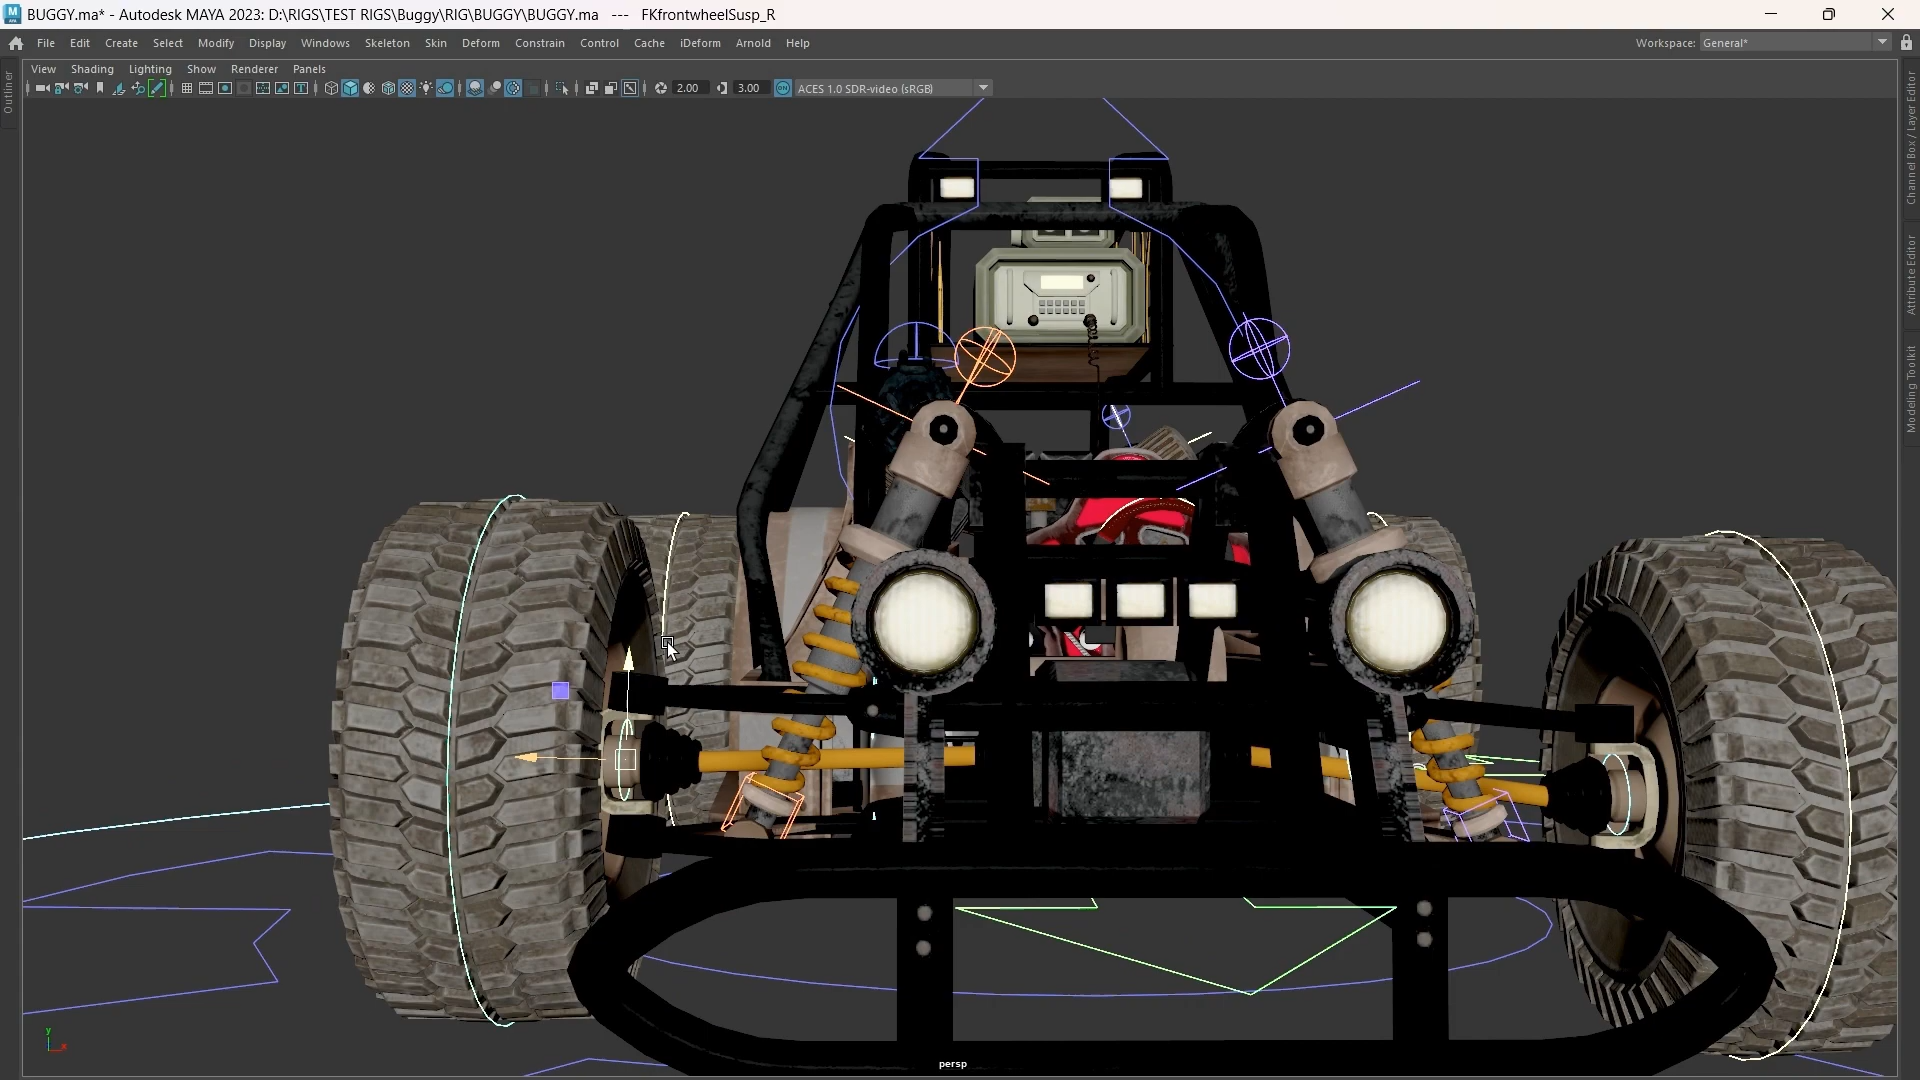 BUGGY.ma* - Autodesk MAYA 2023: D:\RIGS\TEST RIGS\Buggy\RIG\BUGGY\BUGGY.ma --- FKfrontwheelSusp_R
File Edit Create Select Modify Display Windows Skeleton Skin Deform Constrain Control Cache iDeform Arnold Help
Workspace: General*
View Shading Lighting Show Renderer Panels
2.00 3.00 ON ACES 1.0 SDR-video (sRGB)
Outliner
Channel Box / Layer Editor
Attribute Editor
Modeling Toolkit
y
x
persp